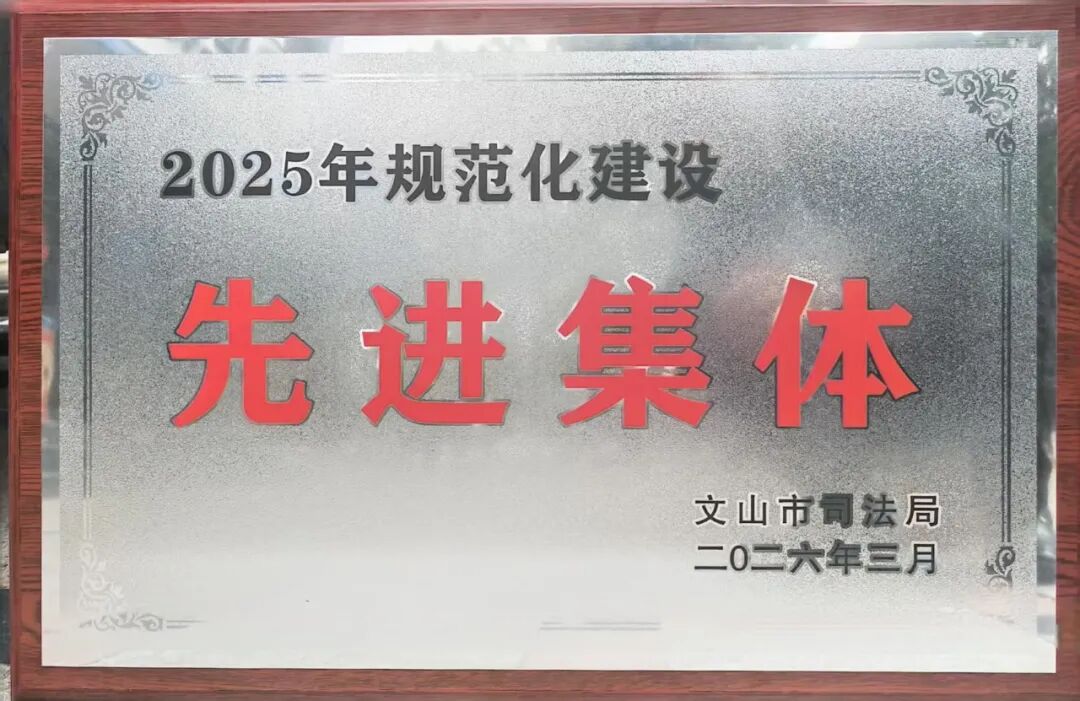 2025年规范化建设
先进集体
文山市司法局
二〇二六年三月